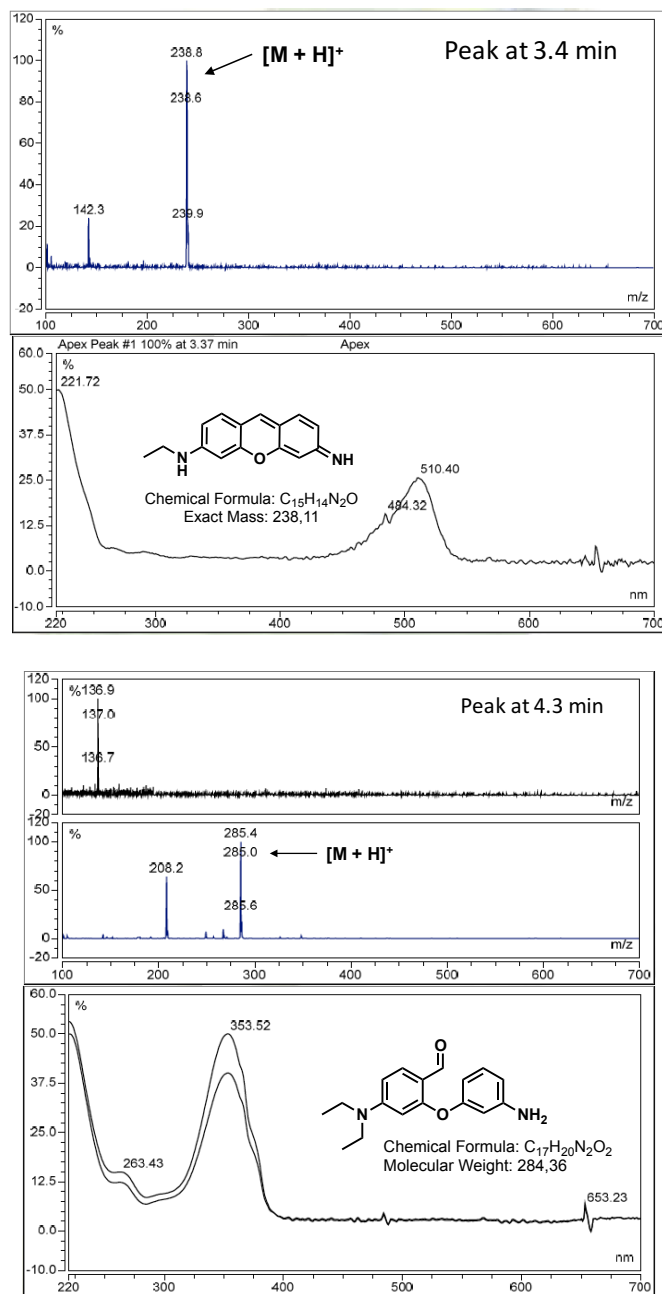 120
%
238.8
[M + H]⁺
Peak at 3.4 min
100
238.6
80
60
40
142.3
239.9
20
0
m/z
-20
100 200 300 400 500 600 700
Apex Peak #1 100% at 3.37 min Apex
60.0
%
221.72
50.0
37.5
N
H
O
NH
510.40
25.0
Chemical Formula: C₁₅H₁₄N₂O
484.32
Exact Mass: 238,11
12.5
0.0
nm
-10.0
220 300 400 500 600 700
120
%
136.9
Peak at 4.3 min
137.0
50
136.7
0
-20
m/z
120
%
285.4
285.0
[M + H]⁺
208.2
50
285.6
0
m/z
-20
100 200 300 400 500 600 700
60.0
%
353.52
50.0
O
37.5
N
O
NH₂
25.0
Chemical Formula: C₁₇H₂₀N₂O₂
263.43
Molecular Weight: 284,36
12.5
653.23
0.0
nm
-10.0
220 300 400 500 600 700